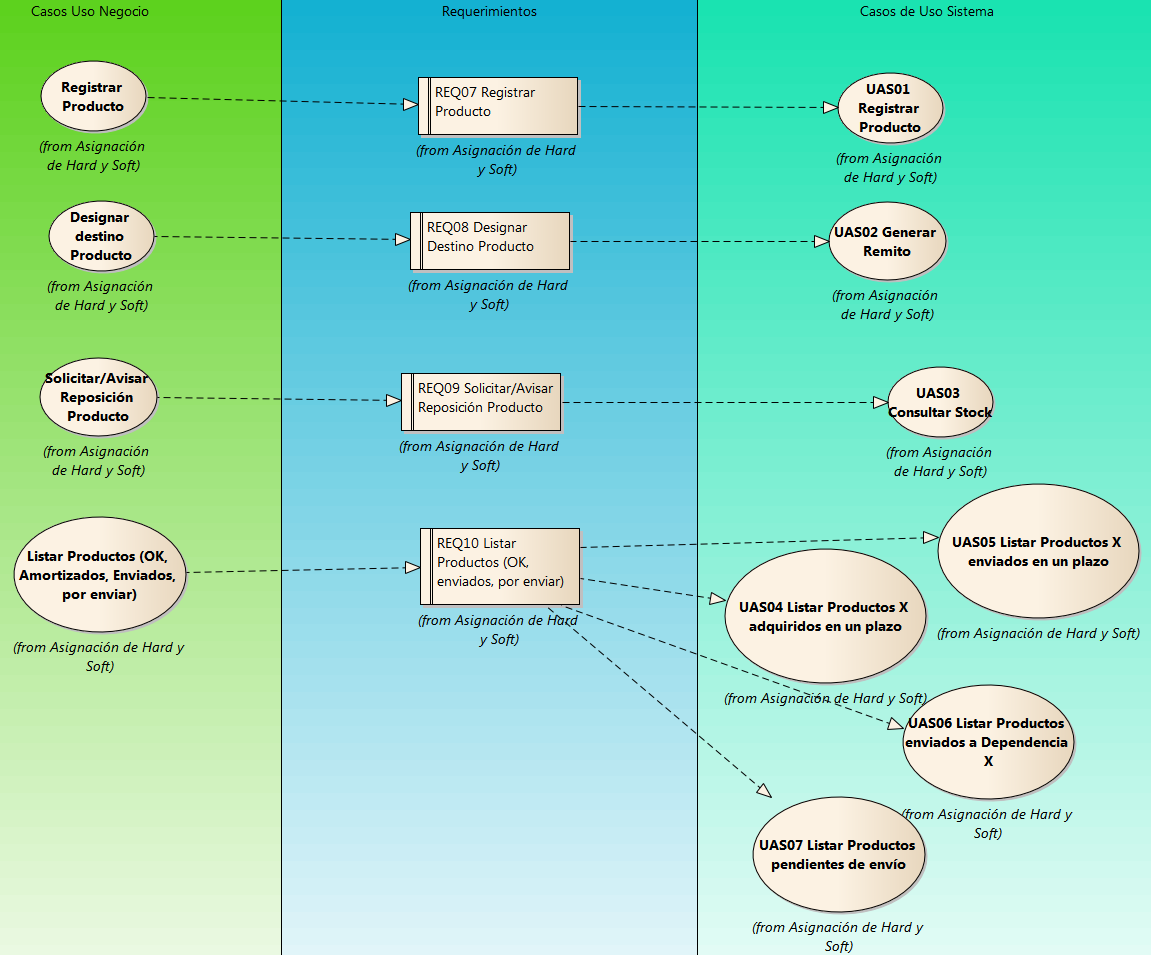 Casos Uso Negocio
Requerimientos
Casos de Uso Sistema
Registrar
Producto
(from Asignación
de Hard y Soft)
REQ07 Registrar
Producto
(from Asignación de Hard
y Soft)
UAS01
Registrar
Producto
(from Asignación
de Hard y Soft)
Designar
destino
Producto
(from Asignación
de Hard y Soft)
REQ08 Designar
Destino Producto
(from Asignación de Hard
y Soft)
UAS02 Generar
Remito
(from Asignación
de Hard y Soft)
Solicitar/Avisar
Reposición
Producto
(from Asignación
de Hard y Soft)
REQ09 Solicitar/Avisar
Reposición Producto
(from Asignación de Hard
y Soft)
UAS03
Consultar Stock
(from Asignación
de Hard y Soft)
Listar Productos (OK,
Amortizados, Enviados,
por enviar)
(from Asignación de Hard y
Soft)
REQ10 Listar
Productos (OK,
enviados, por enviar)
(from Asignación de Hard
y Soft)
UAS05 Listar Productos X
enviados en un plazo
(from Asignación de Hard y Soft)
UAS04 Listar Productos X
adquiridos en un plazo
(from Asignación de Hard y Soft)
UAS06 Listar Productos
enviados a Dependencia
X
(from Asignación de Hard y
Soft)
UAS07 Listar Productos
pendientes de envío
(from Asignación de Hard y
Soft)